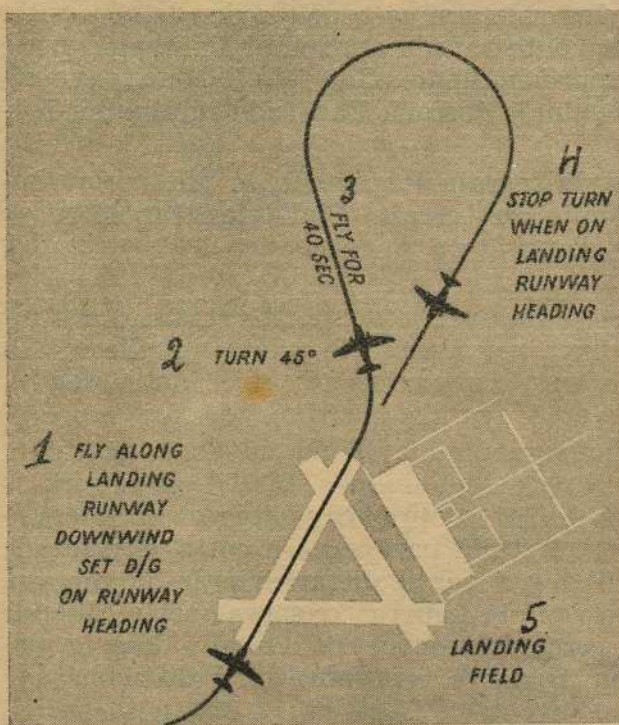 1 FLY ALONG
LANDING
RUNWAY
DOWNWIND
SET D/G
ON RUNWAY
HEADING
2 TURN 45°
3 FLY FOR
40 SEC
4
STOP TURN
WHEN ON
LANDING
RUNWAY
HEADING
5
LANDING
FIELD